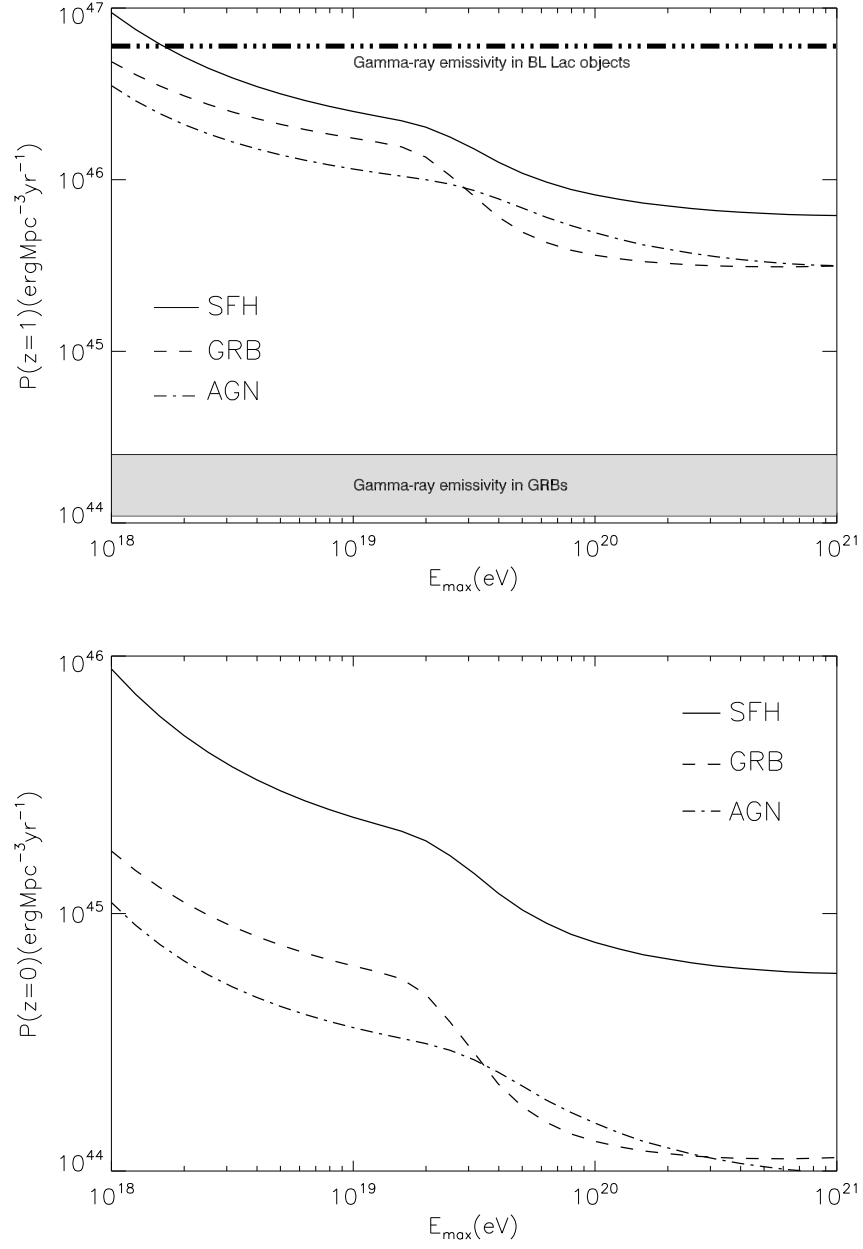 10^47
Gamma-ray emissivity in BL Lac objects
10^46
P(z=1)(ergMpc^-3yr^-1)
SFH
GRB
10^45
AGN
Gamma-ray emissivity in GRBs
10^44
10^18 10^19 10^20 10^21
E_max(eV)
10^46
SFH
GRB
AGN
P(z=0)(ergMpc^-3yr^-1)
10^45
10^44
10^18 10^19 10^20 10^21
E_max(eV)